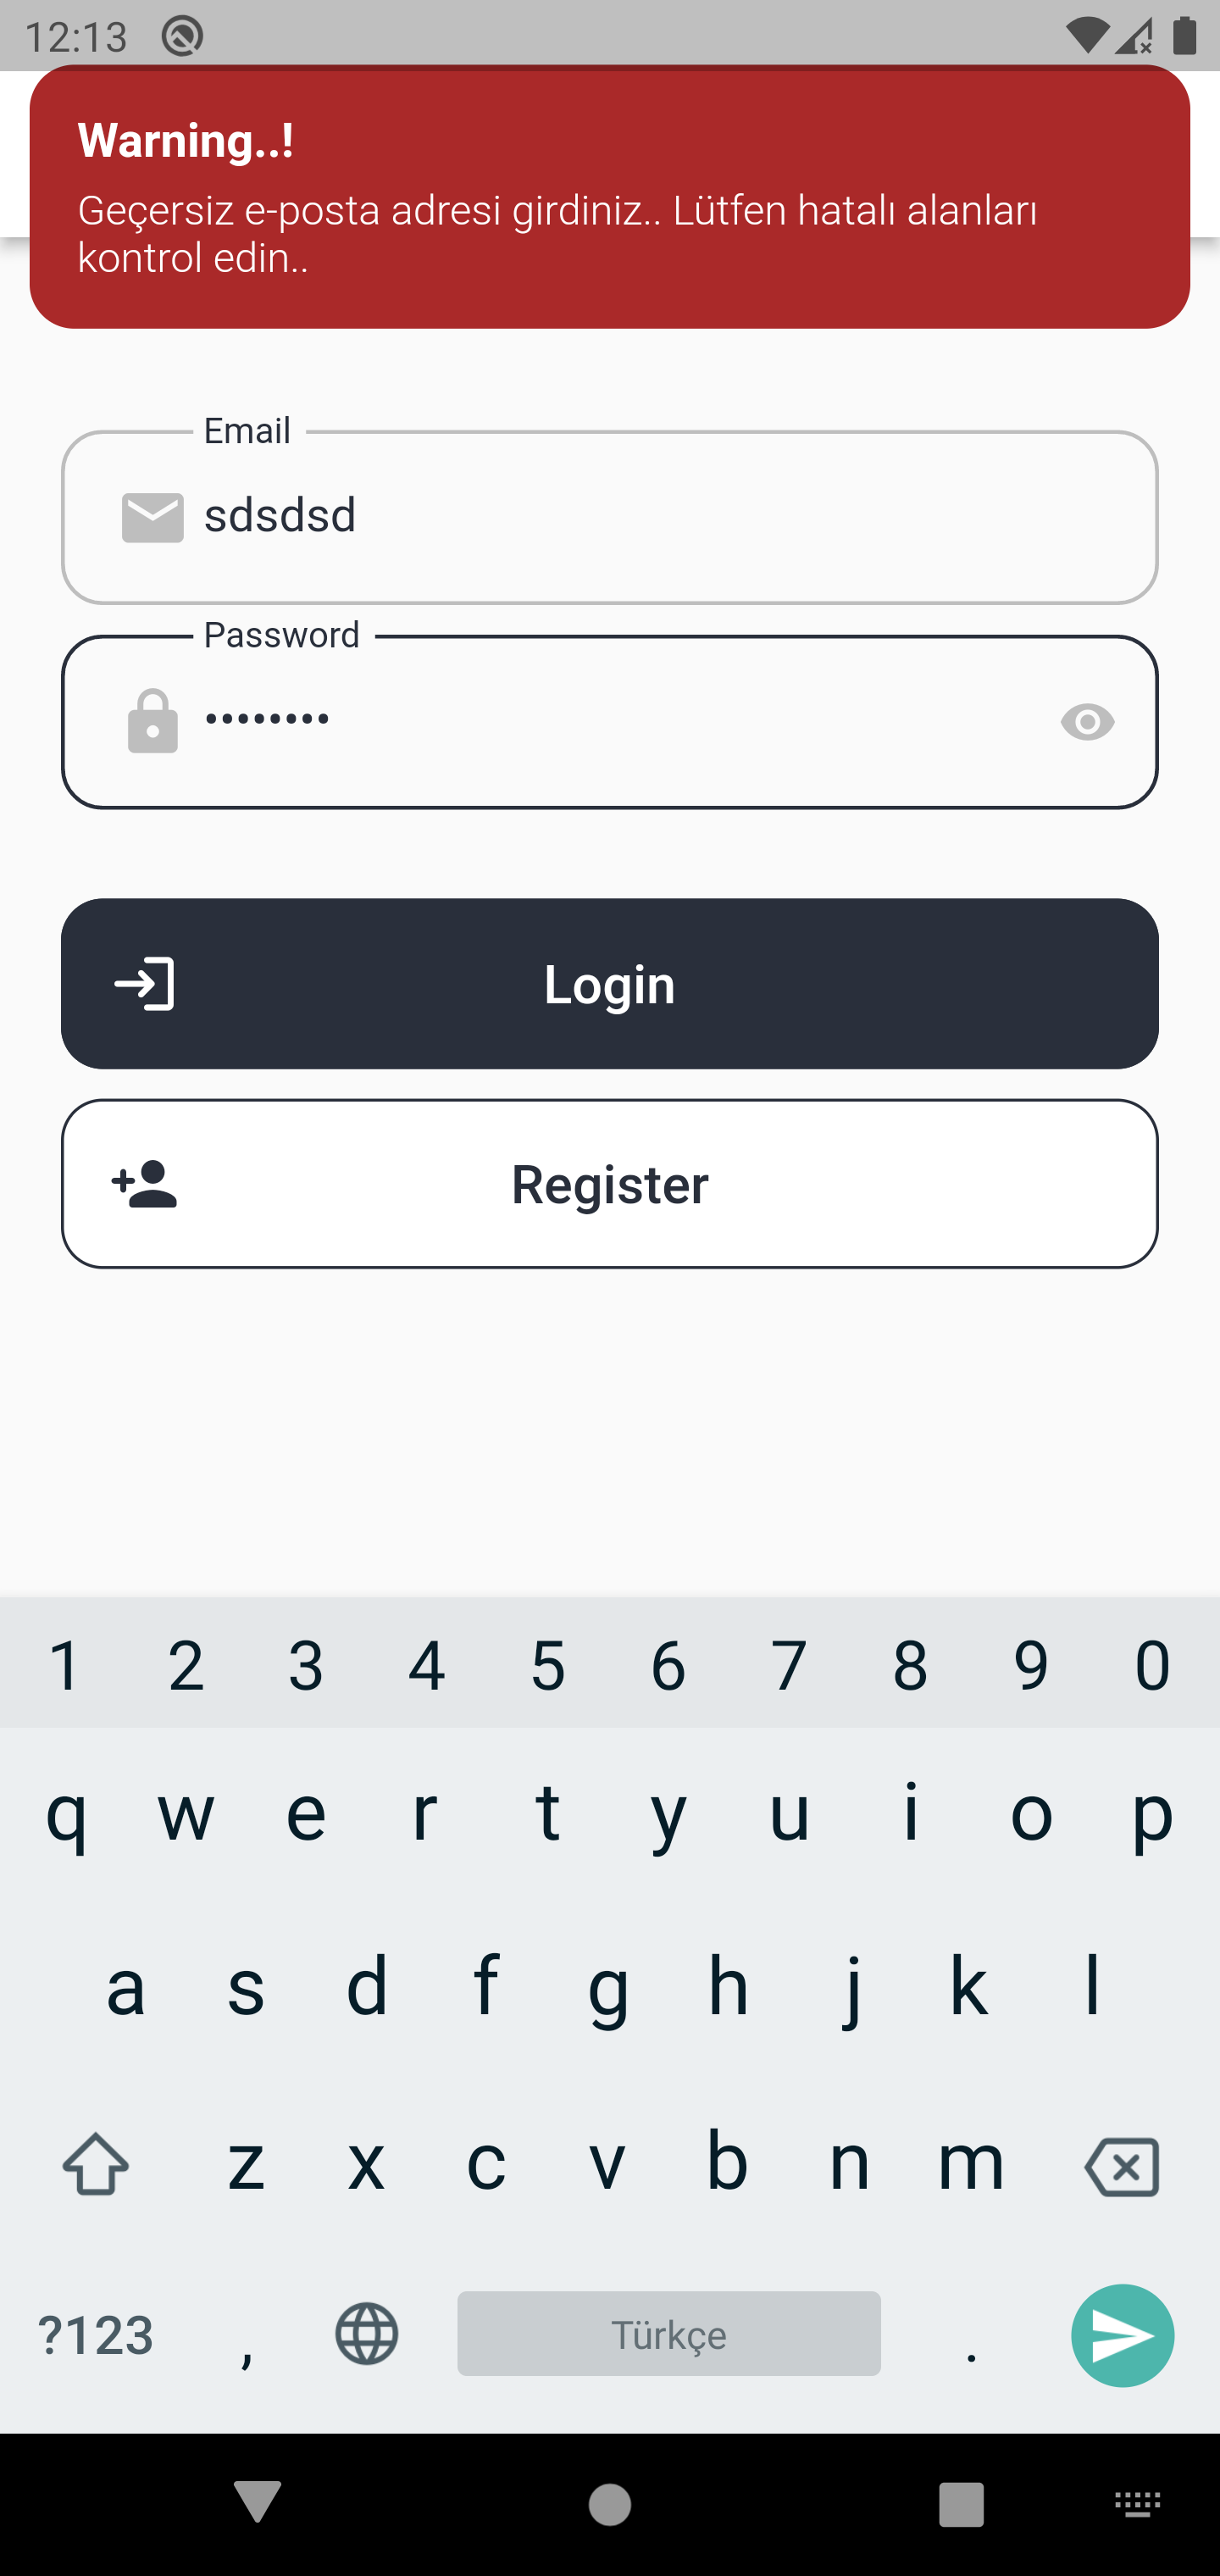 12:13
Warning..!
Geçersiz e-posta adresi girdiniz.. Lütfen hatalı alanları
kontrol edin..
Email
sdsdsd
Password
••••••••
Login
Register
1 2 3 4 5 6 7 8 9 0
q w e r t y u i o p
a s d f g h j k l
z x c v b n m
?123 , Türkçe .